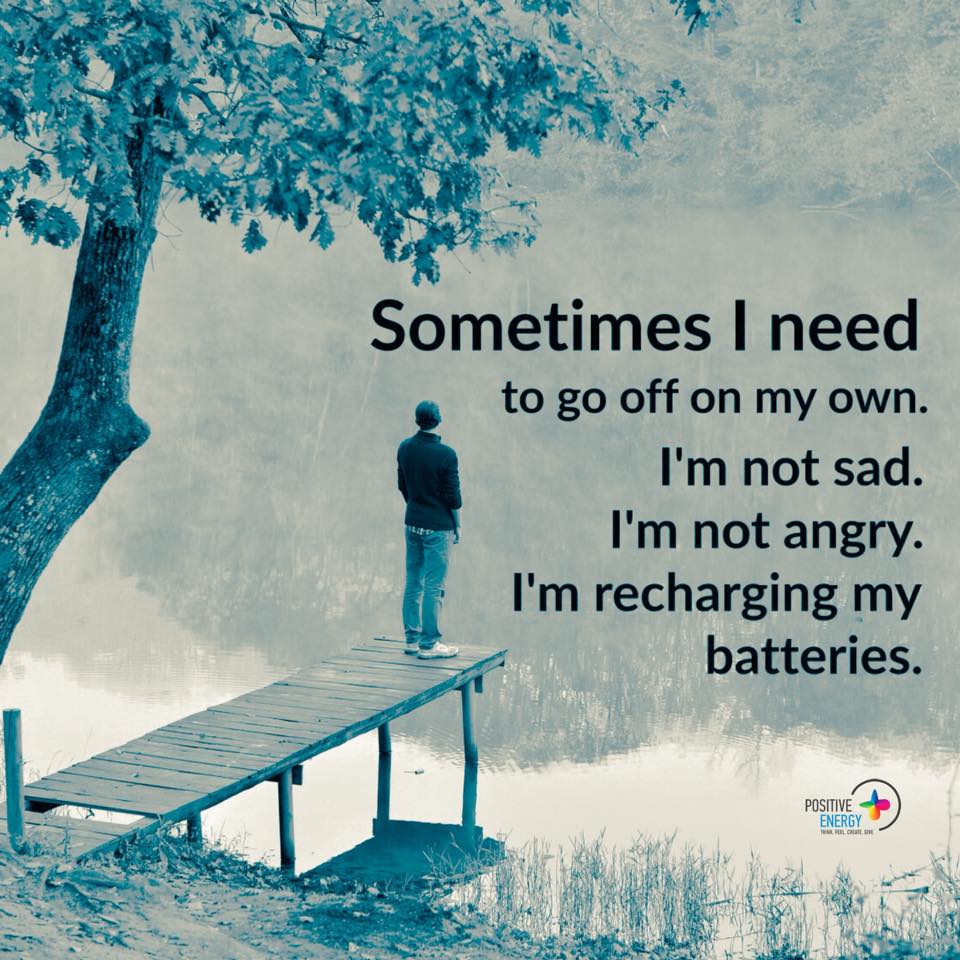 Sometimes I need
to go off on my own.
I'm not sad.
I'm not angry.
I'm recharging my
batteries.
POSITIVE
ENERGY
THINK. FEEL. CREATE. GIVE